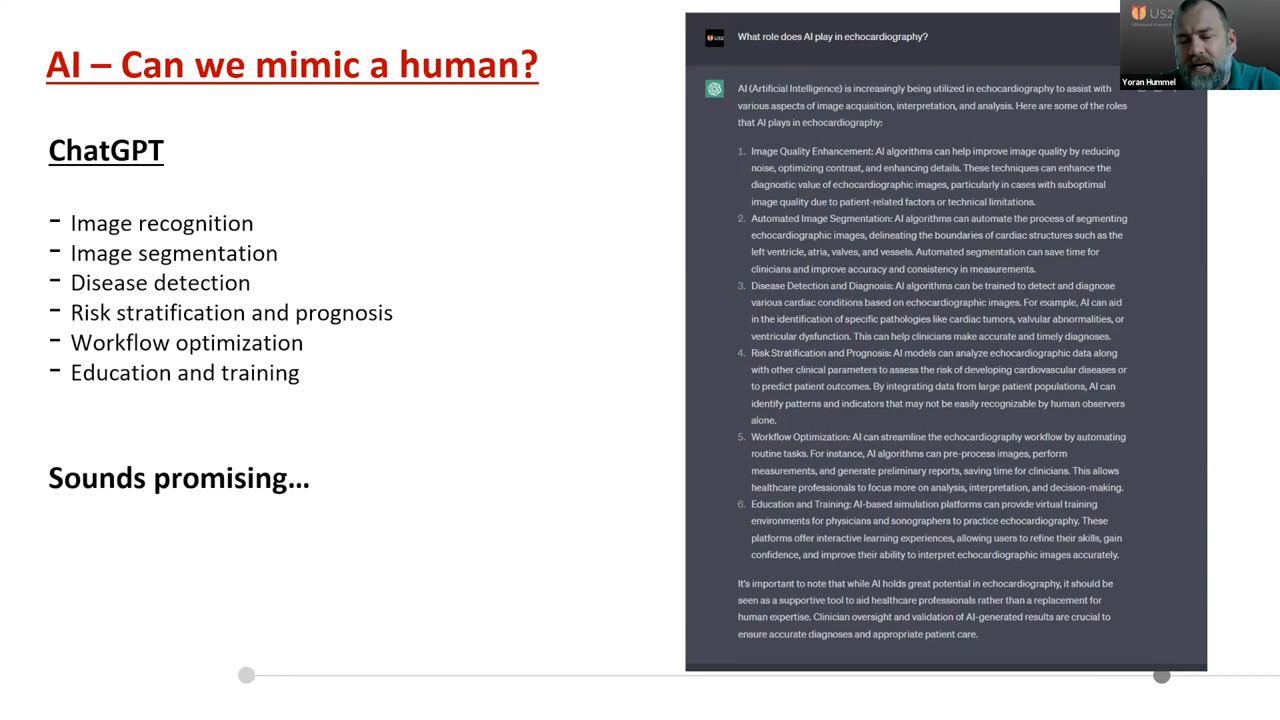 AI – Can we mimic a human?
ChatGPT
- Image recognition
- Image segmentation
- Disease detection
- Risk stratification and prognosis
- Workflow optimization
- Education and training
Sounds promising...
What role does AI play in echocardiography?
AI (Artificial Intelligence) is increasingly being utilized in echocardiography to assist with
various aspects of image acquisition, interpretation, and analysis. Here are some of the roles
that AI plays in echocardiography:
1. Image Quality Enhancement: AI algorithms can help improve image quality by reducing
noise, optimizing contrast, and enhancing details. These techniques can enhance the
diagnostic value of echocardiographic images, particularly in cases with suboptimal
image quality due to patient-related factors or technical limitations.
2. Automated Image Segmentation: AI algorithms can automate the process of segmenting
echocardiographic images, delineating the boundaries of cardiac structures such as the
left ventricle, atria, valves, and vessels. Automated segmentation can save time for
clinicians and improve accuracy and consistency in measurements.
3. Disease Detection and Diagnosis: AI algorithms can be trained to detect and diagnose
various cardiac conditions based on echocardiographic images. For example, AI can aid
in the identification of specific pathologies like cardiac tumors, valvular abnormalities, or
ventricular dysfunction. This can help clinicians make accurate and timely diagnoses.
4. Risk Stratification and Prognosis: AI models can analyze echocardiographic data along
with other clinical parameters to assess the risk of developing cardiovascular diseases or
to predict patient outcomes. By integrating data from large patient populations, AI can
identify patterns and indicators that may not be easily recognizable by human observers
alone.
5. Workflow Optimization: AI can streamline the echocardiography workflow by automating
routine tasks. For instance, AI algorithms can pre-process images, perform
measurements, and generate preliminary reports, saving time for clinicians. This allows
healthcare professionals to focus more on analysis, interpretation, and decision-making.
6. Education and Training: AI-based simulation platforms can provide virtual training
environments for physicians and sonographers to practice echocardiography. These
platforms offer interactive learning experiences, allowing users to refine their skills, gain
confidence, and improve their ability to interpret echocardiographic images accurately.
It's important to note that while AI holds great potential in echocardiography, it should be
seen as a supportive tool to aid healthcare professionals rather than a replacement for
human expertise. Clinician oversight and validation of AI-generated results are crucial to
ensure accurate diagnoses and appropriate patient care.
US2
Yoran Hummel